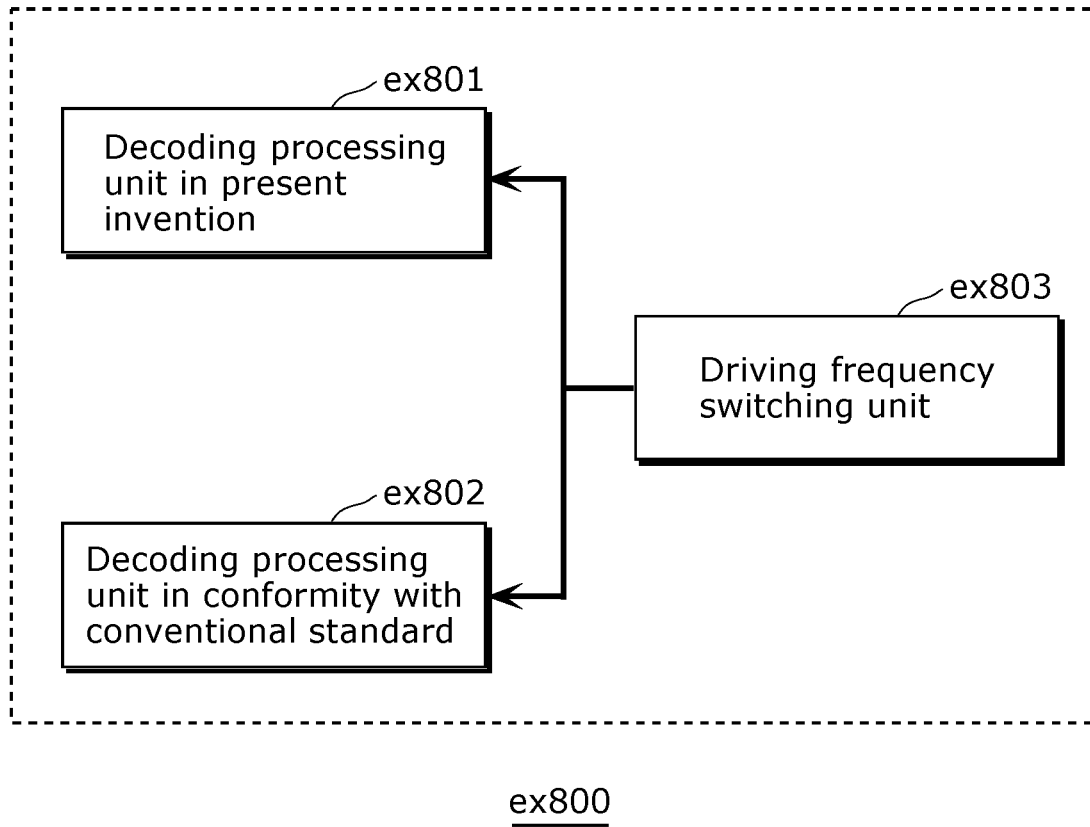 ex801
Decoding processing
unit in present
invention
ex803
Driving frequency
switching unit
ex802
Decoding processing
unit in conformity with
conventional standard
ex800